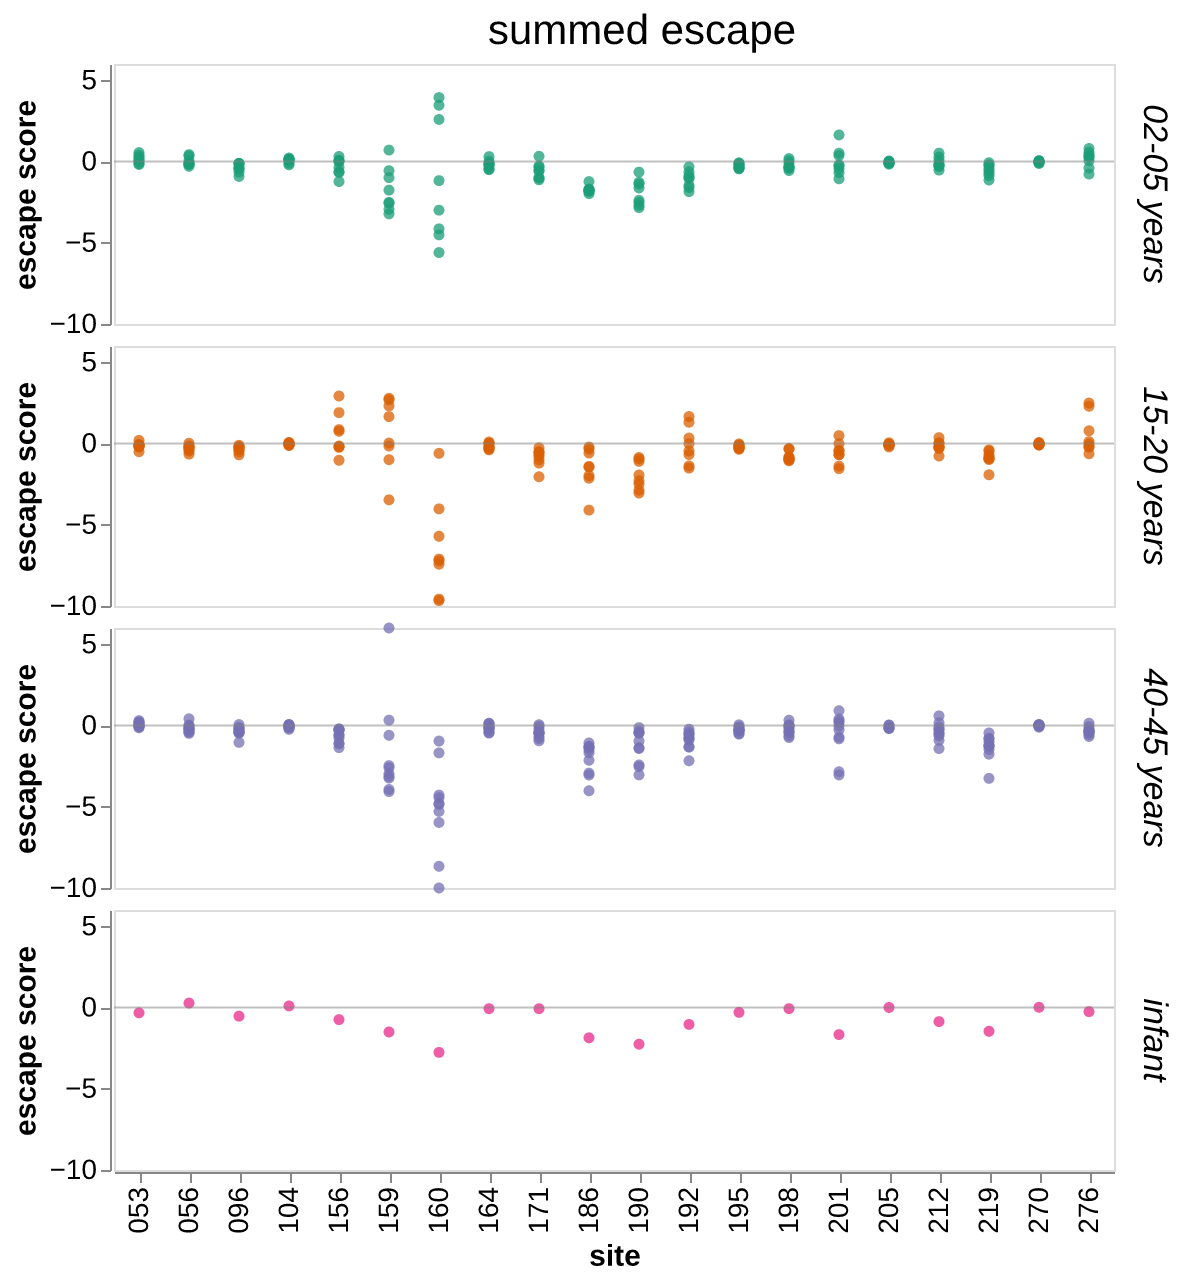 summed escape
5
0
−5
−10
escape score
02-05 years
5
0
−5
−10
escape score
15-20 years
5
0
−5
−10
escape score
40-45 years
5
0
−5
−10
escape score
infant
053 056 096 104 156 159 160 164 171 186 190 192 195 198 201 205 212 219 270 276
site